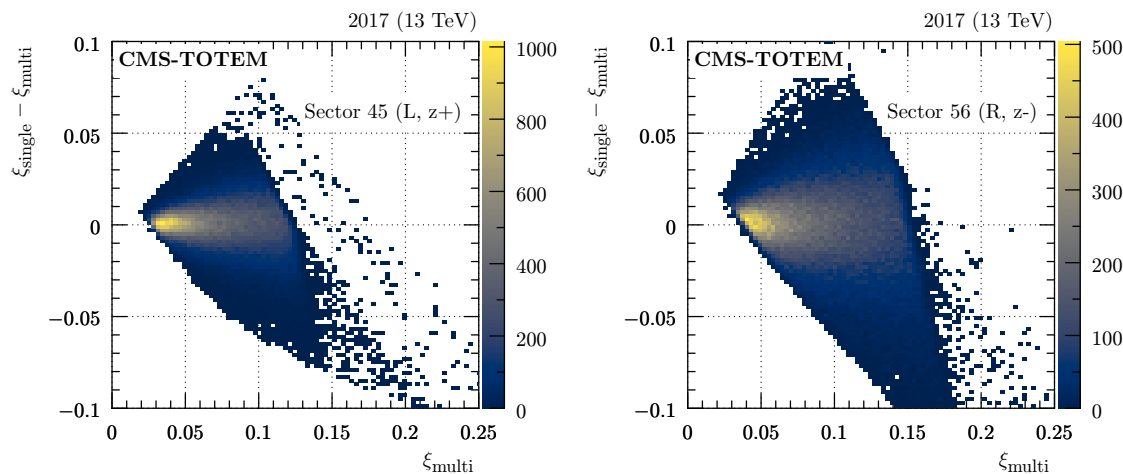 2017 (13 TeV)
CMS-TOTEM
Sector 45 (L, z+)
ξsingle − ξmulti
0.1
0.05
0
−0.05
−0.1
0 0.05 0.1 0.15 0.2 0.25
ξmulti
1000
800
600
400
200
0
2017 (13 TeV)
CMS-TOTEM
Sector 56 (R, z-)
ξsingle − ξmulti
0.1
0.05
0
−0.05
−0.1
0 0.05 0.1 0.15 0.2 0.25
ξmulti
500
400
300
200
100
0